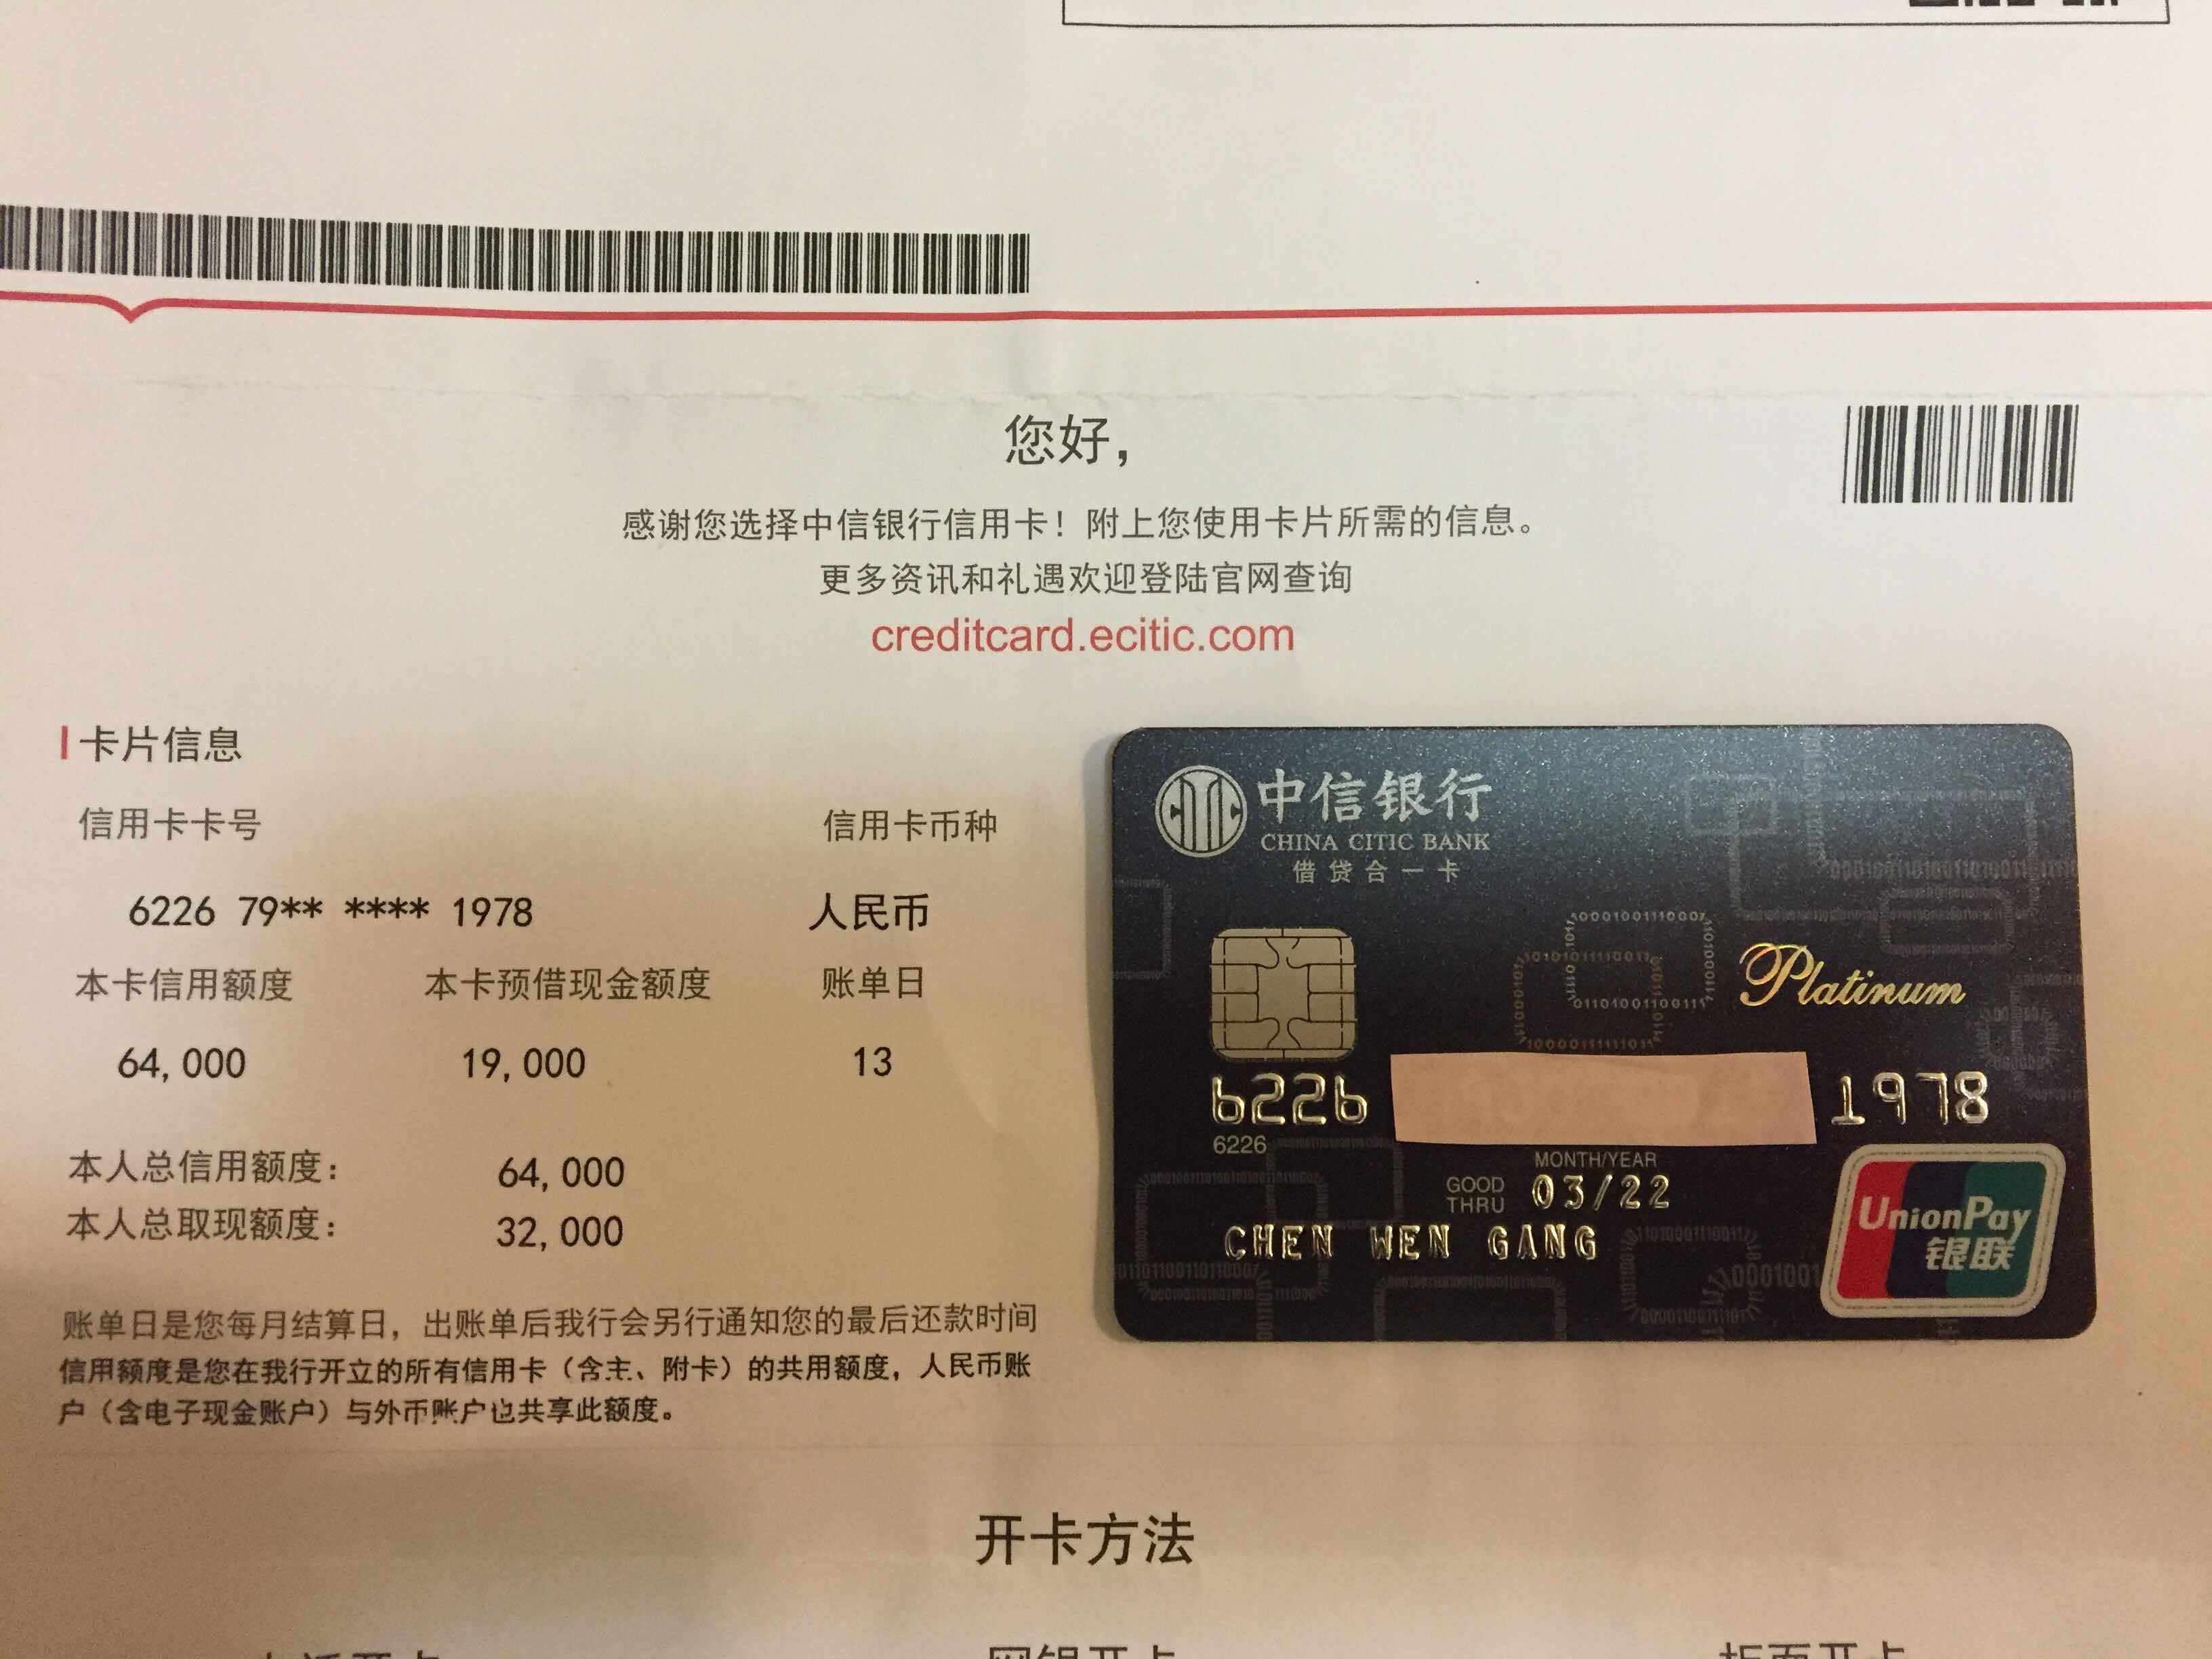 您好，
感谢您选择中信银行信用卡！附上您使用卡片所需的信息。
更多资讯和礼遇欢迎登陆官网查询
creditcard.ecitic.com
卡片信息
信用卡卡号 信用卡币种
6226 79** **** 1978 人民币
本卡信用额度 本卡预借现金额度 账单日
64,000 19,000 13
本人总信用额度： 64,000
本人总取现额度： 32,000
账单日是您每月结算日，出账单后我行会另行通知您的最后还款时间
信用额度是您在我行开立的所有信用卡（含主、附卡）的共用额度，人民币账
户（含电子现金账户）与外币账户也共享此额度。
中信银行
CHINA CITIC BANK
借贷合一卡
Platinum
6226 1978
6226
MONTH/YEAR
GOOD THRU 03/22
CHEN WEN GANG
UnionPay
银联
开卡方法
网银开卡